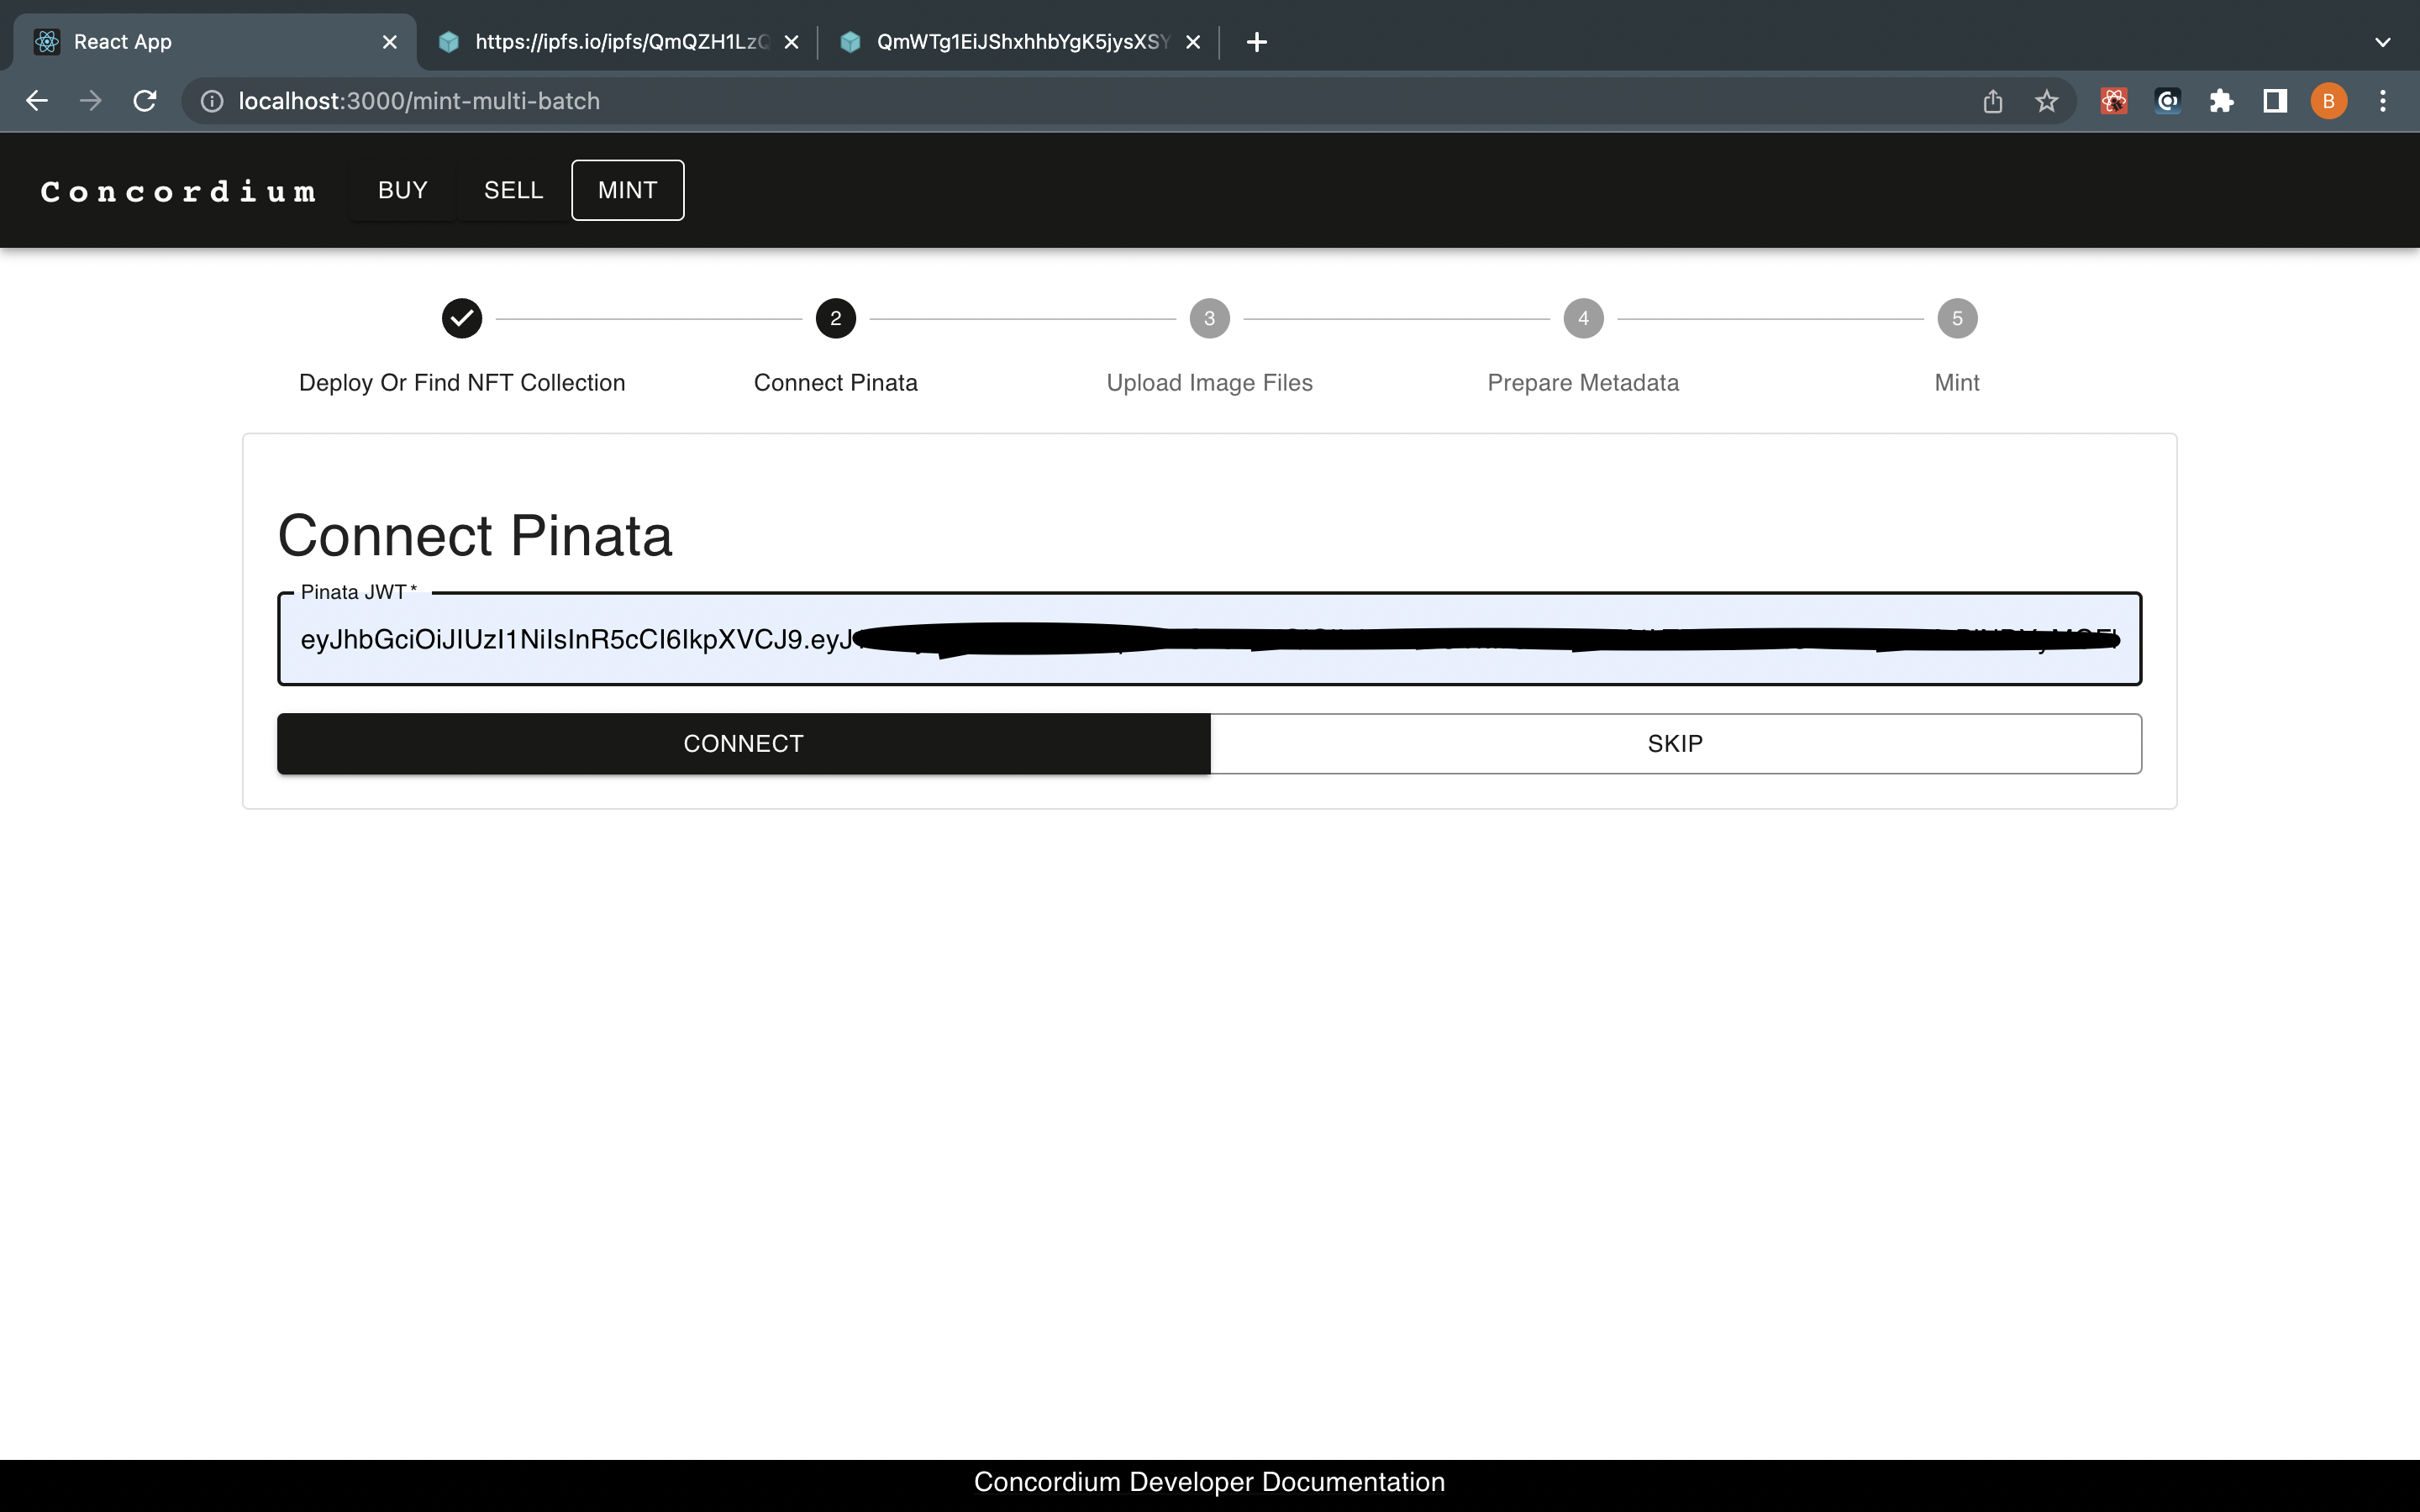 React App
https://ipfs.io/ipfs/QmQZH1LzQ
QmWTg1EiJShxhhbYgK5jysXSY
localhost:3000/mint-multi-batch
B
Concordium BUY SELL MINT
2 3 4 5
Deploy Or Find NFT Collection Connect Pinata Upload Image Files Prepare Metadata Mint
Connect Pinata
Pinata JWT *
eyJhbGciOiJIUzI1NiIsInR5cCI6IkpXVCJ9.eyJ
CONNECT SKIP
Concordium Developer Documentation